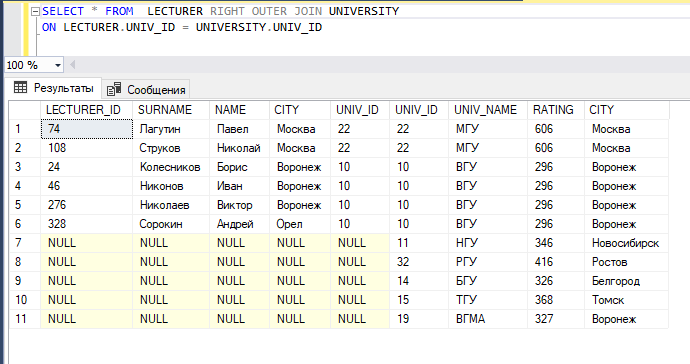 SELECT * FROM  LECTURER RIGHT OUTER JOIN UNIVERSITY
ON LECTURER.UNIV_ID = UNIVERSITY.UNIV_ID
100 %
Результаты Сообщения
LECTURER_ID SURNAME NAME CITY UNIV_ID UNIV_ID UNIV_NAME RATING CITY
1 74 Лагутин Павел Москва 22 22 МГУ 606 Москва
2 108 Струков Николай Москва 22 22 МГУ 606 Москва
3 24 Колесников Борис Воронеж 10 10 ВГУ 296 Воронеж
4 46 Никонов Иван Воронеж 10 10 ВГУ 296 Воронеж
5 276 Николаев Виктор Воронеж 10 10 ВГУ 296 Воронеж
6 328 Сорокин Андрей Орел 10 10 ВГУ 296 Воронеж
7 NULL NULL NULL NULL NULL 11 НГУ 346 Новосибирск
8 NULL NULL NULL NULL NULL 32 РГУ 416 Ростов
9 NULL NULL NULL NULL NULL 14 БГУ 326 Белгород
10 NULL NULL NULL NULL NULL 15 ТГУ 368 Томск
11 NULL NULL NULL NULL NULL 19 ВГМА 327 Воронеж